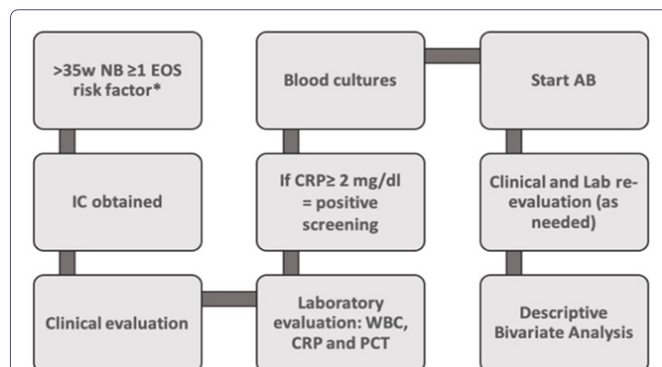 >35w NB ≥1 EOS
risk factor*
IC obtained
Clinical evaluation
Laboratory
evaluation: WBC,
CRP and PCT
If CRP≥ 2 mg/dl
= positive
screening
Blood cultures
Start AB
Clinical and Lab re-
evaluation (as
needed)
Descriptive
Bivariate Analysis